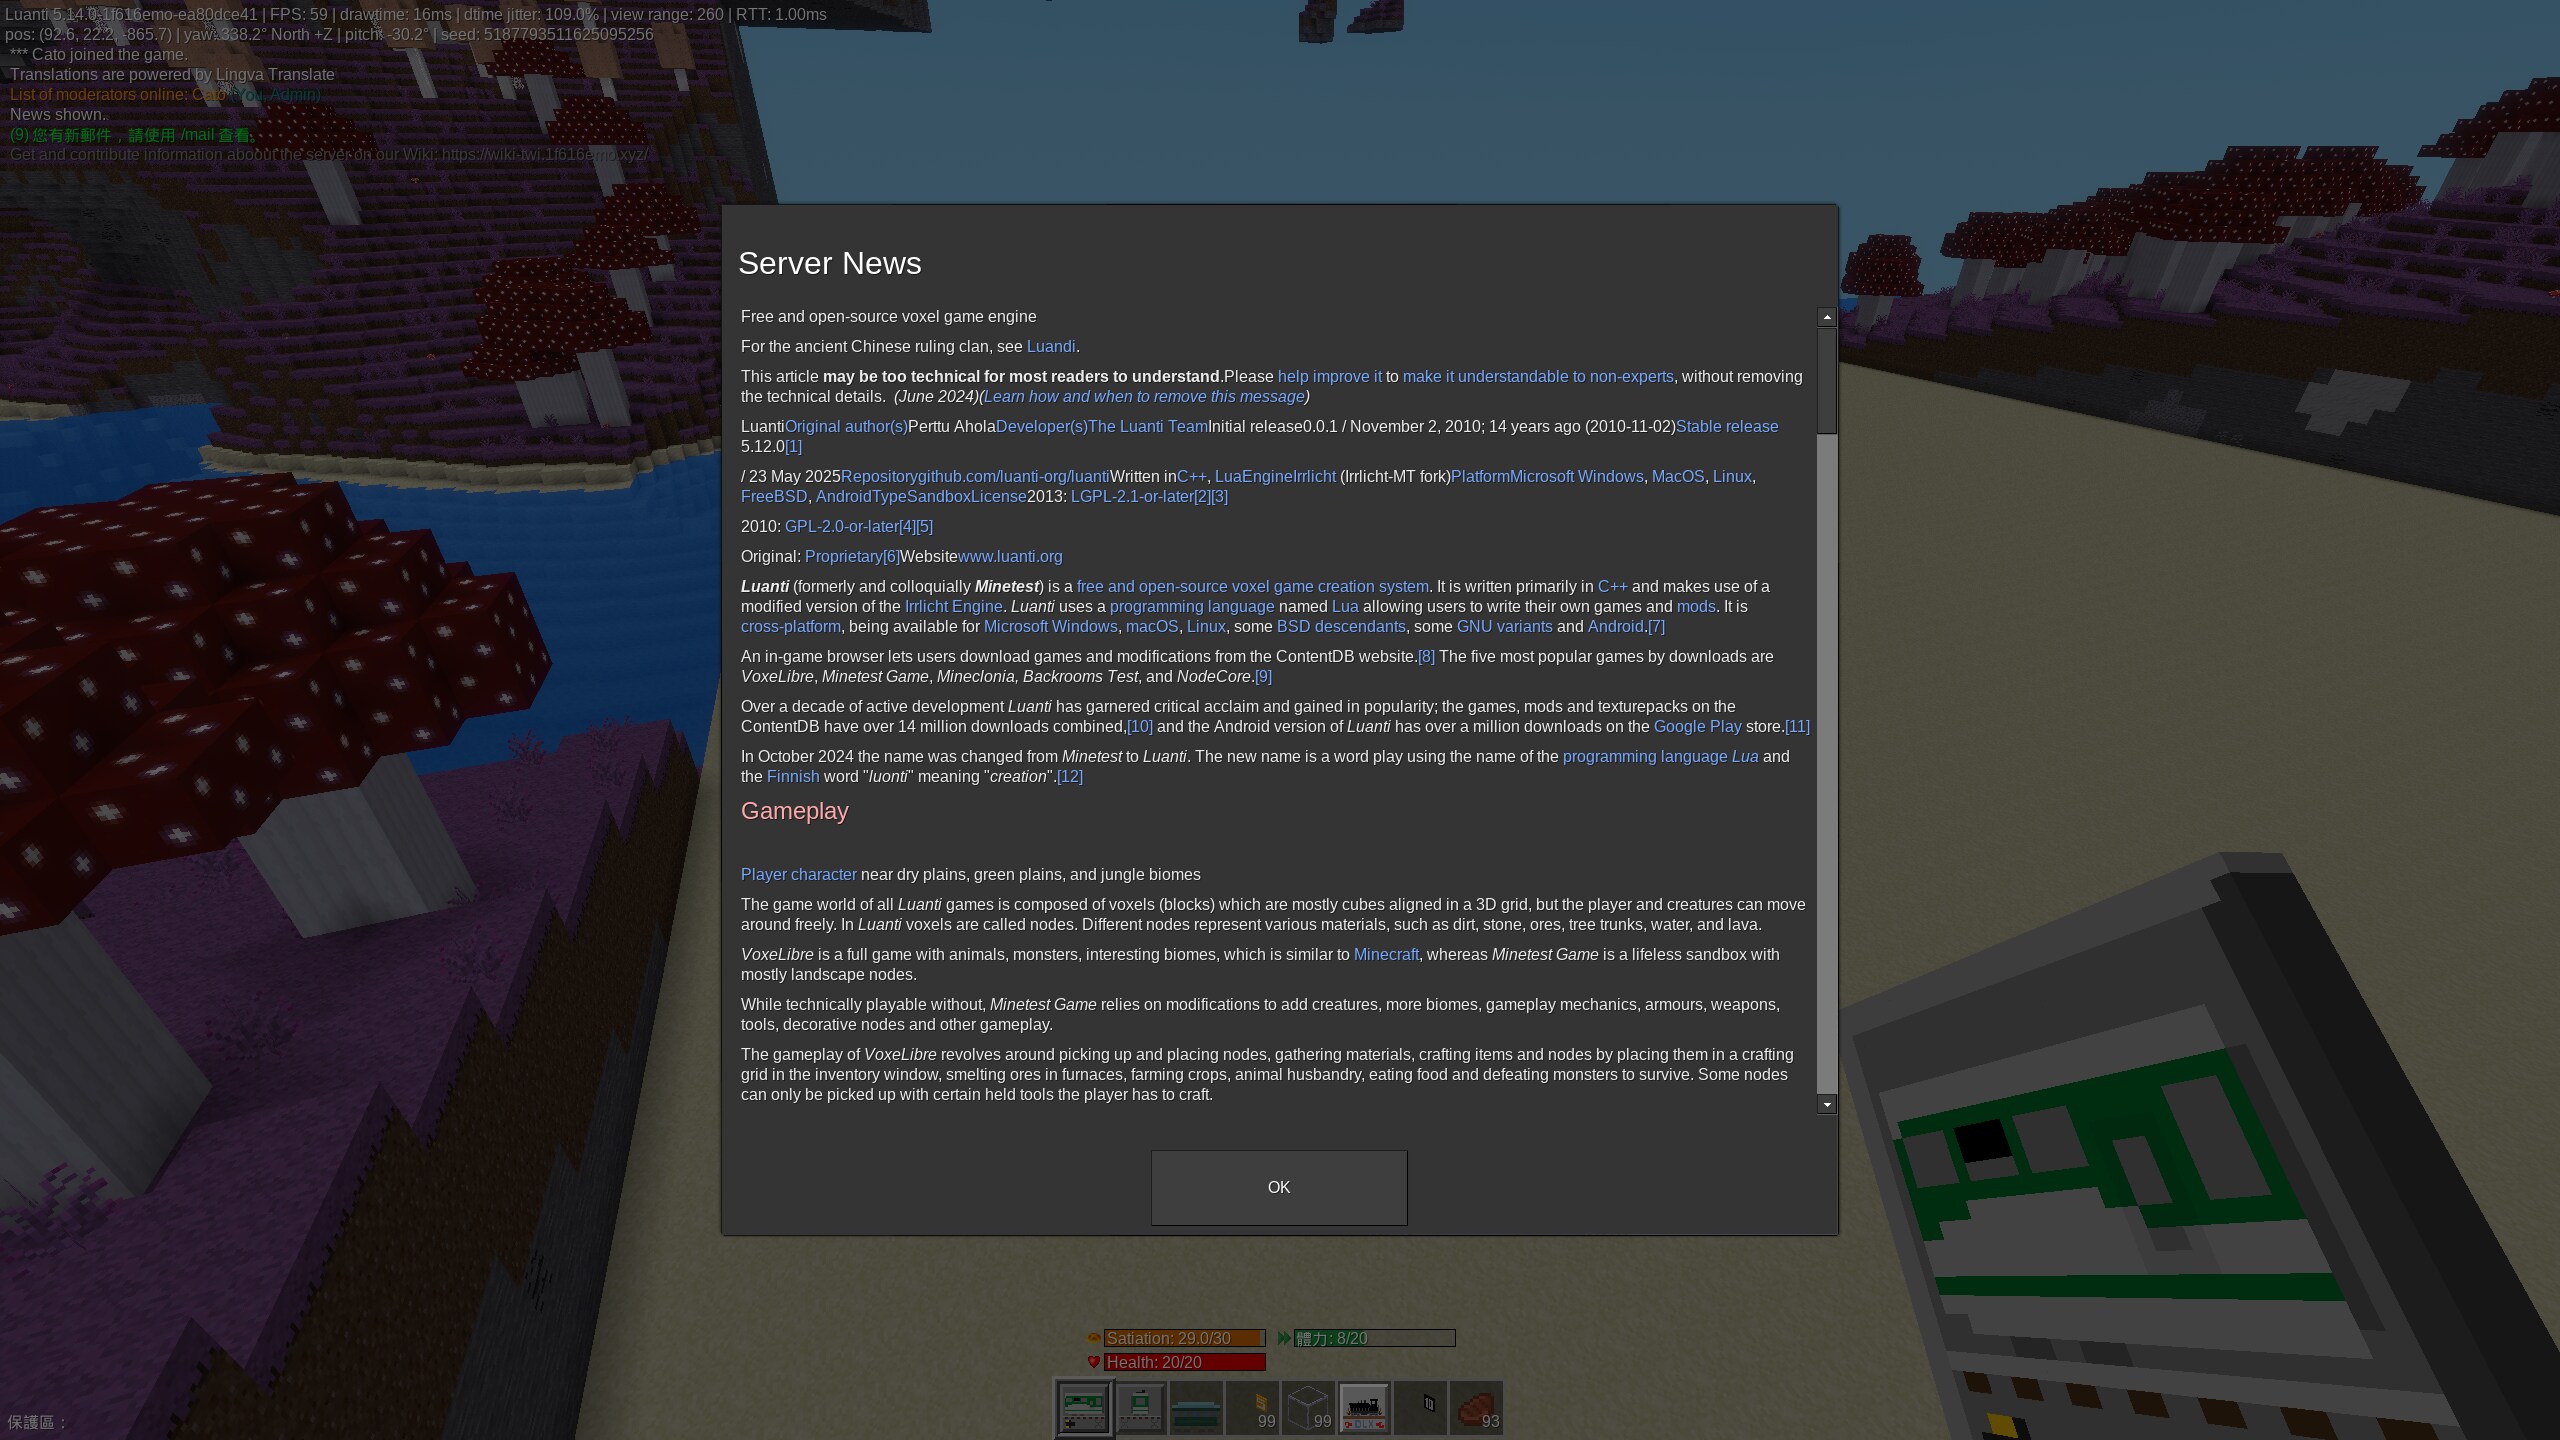 Luanti 5.14.0-1f616emo-ea80dce41 | FPS: 59 | drawtime: 16ms | dtime jitter: 109.0% | view range: 260 | RTT: 1.00ms
pos: (92.6, 22.2, -865.7) | yaw: 338.2° North +Z | pitch: -30.2° | seed: 5187793511625095256
*** Cato joined the game.
Translations are powered by Lingva Translate
List of moderators online: Cato (You, Admin)
News shown.
(9) 您有新郵件，請使用 /mail 查看。
Get and contribute information aboout the server on our Wiki: https://wiki-twi.1f616emo.xyz/
Server News
Free and open-source voxel game engine
For the ancient Chinese ruling clan, see Luandi.
This article may be too technical for most readers to understand.Please help improve it to make it understandable to non-experts, without removing
the technical details.  (June 2024)(Learn how and when to remove this message)
LuantiOriginal author(s)Perttu AholaDeveloper(s)The Luanti TeamInitial release0.0.1 / November 2, 2010; 14 years ago (2010-11-02)Stable release
5.12.0[1]
/ 23 May 2025Repositorygithub.com/luanti-org/luantiWritten inC++, LuaEngineIrrlicht (Irrlicht-MT fork)PlatformMicrosoft Windows, MacOS, Linux,
FreeBSD, AndroidTypeSandboxLicense2013: LGPL-2.1-or-later[2][3]
2010: GPL-2.0-or-later[4][5]
Original: Proprietary[6]Websitewww.luanti.org
Luanti (formerly and colloquially Minetest) is a free and open-source voxel game creation system. It is written primarily in C++ and makes use of a
modified version of the Irrlicht Engine. Luanti uses a programming language named Lua allowing users to write their own games and mods. It is
cross-platform, being available for Microsoft Windows, macOS, Linux, some BSD descendants, some GNU variants and Android.[7]
An in-game browser lets users download games and modifications from the ContentDB website.[8] The five most popular games by downloads are
VoxeLibre, Minetest Game, Mineclonia, Backrooms Test, and NodeCore.[9]
Over a decade of active development Luanti has garnered critical acclaim and gained in popularity; the games, mods and texturepacks on the
ContentDB have over 14 million downloads combined,[10] and the Android version of Luanti has over a million downloads on the Google Play store.[11]
In October 2024 the name was changed from Minetest to Luanti. The new name is a word play using the name of the programming language Lua and
the Finnish word "luonti" meaning "creation".[12]
Gameplay
Player character near dry plains, green plains, and jungle biomes
The game world of all Luanti games is composed of voxels (blocks) which are mostly cubes aligned in a 3D grid, but the player and creatures can move
around freely. In Luanti voxels are called nodes. Different nodes represent various materials, such as dirt, stone, ores, tree trunks, water, and lava.
VoxeLibre is a full game with animals, monsters, interesting biomes, which is similar to Minecraft, whereas Minetest Game is a lifeless sandbox with
mostly landscape nodes.
While technically playable without, Minetest Game relies on modifications to add creatures, more biomes, gameplay mechanics, armours, weapons,
tools, decorative nodes and other gameplay.
The gameplay of VoxeLibre revolves around picking up and placing nodes, gathering materials, crafting items and nodes by placing them in a crafting
grid in the inventory window, smelting ores in furnaces, farming crops, animal husbandry, eating food and defeating monsters to survive. Some nodes
can only be picked up with certain held tools the player has to craft.
OK
Satiation: 29.0/30
體力: 8/20
Health: 20/20
99
99
DLX
10
93
保護區：